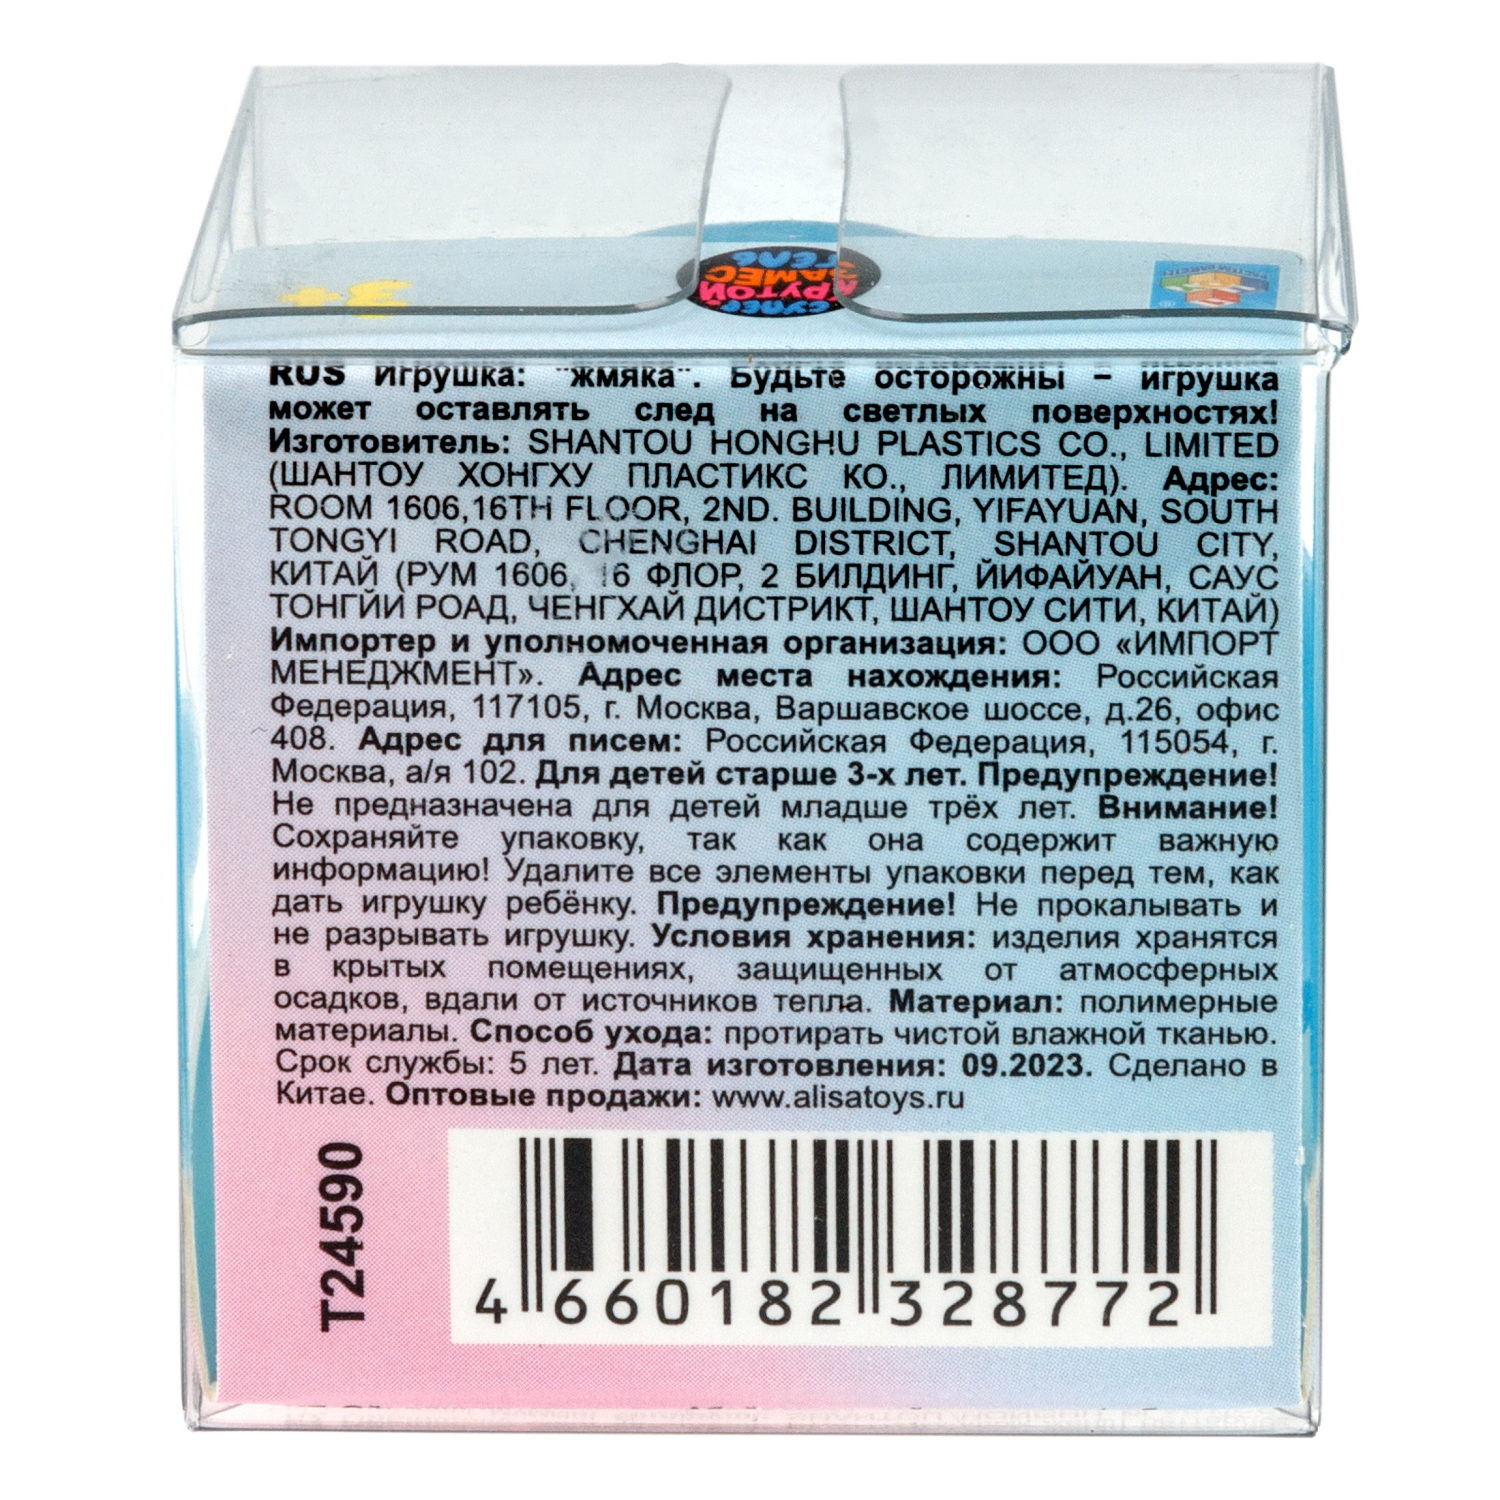 3+
СУПЕР
КРУТОЙ
ЗАМЕС
ГЕЛЬ
RUS Игрушка: "жмяка". Будьте осторожны – игрушка
может оставлять след на светлых поверхностях!
Изготовитель: SHANTOU HONGHU PLASTICS CO., LIMITED
(ШАНТОУ ХОНГХУ ПЛАСТИКС КО., ЛИМИТЕД). Адрес:
ROOM 1606,16TH FLOOR, 2ND. BUILDING, YIFAYUAN, SOUTH
TONGYI ROAD, CHENGHAI DISTRICT, SHANTOU CITY,
КИТАЙ (РУМ 1606, 16 ФЛОР, 2 БИЛДИНГ, ЙИФАЙУАН, САУС
ТОНГЙИ РОАД, ЧЕНГХАЙ ДИСТРИКТ, ШАНТОУ СИТИ, КИТАЙ)
Импортер и уполномоченная организация: ООО «ИМПОРТ
МЕНЕДЖМЕНТ». Адрес места нахождения: Российская
Федерация, 117105, г. Москва, Варшавское шоссе, д.26, офис
408. Адрес для писем: Российская Федерация, 115054, г.
Москва, а/я 102. Для детей старше 3-х лет. Предупреждение!
Не предназначена для детей младше трёх лет. Внимание!
Сохраняйте упаковку, так как она содержит важную
информацию! Удалите все элементы упаковки перед тем, как
дать игрушку ребёнку. Предупреждение! Не прокалывать и
не разрывать игрушку. Условия хранения: изделия хранятся
в крытых помещениях, защищенных от атмосферных
осадков, вдали от источников тепла. Материал: полимерные
материалы. Способ ухода: протирать чистой влажной тканью.
Срок службы: 5 лет. Дата изготовления: 09.2023. Сделано в
Китае. Оптовые продажи: www.alisatoys.ru
T24590
4 660182 328772